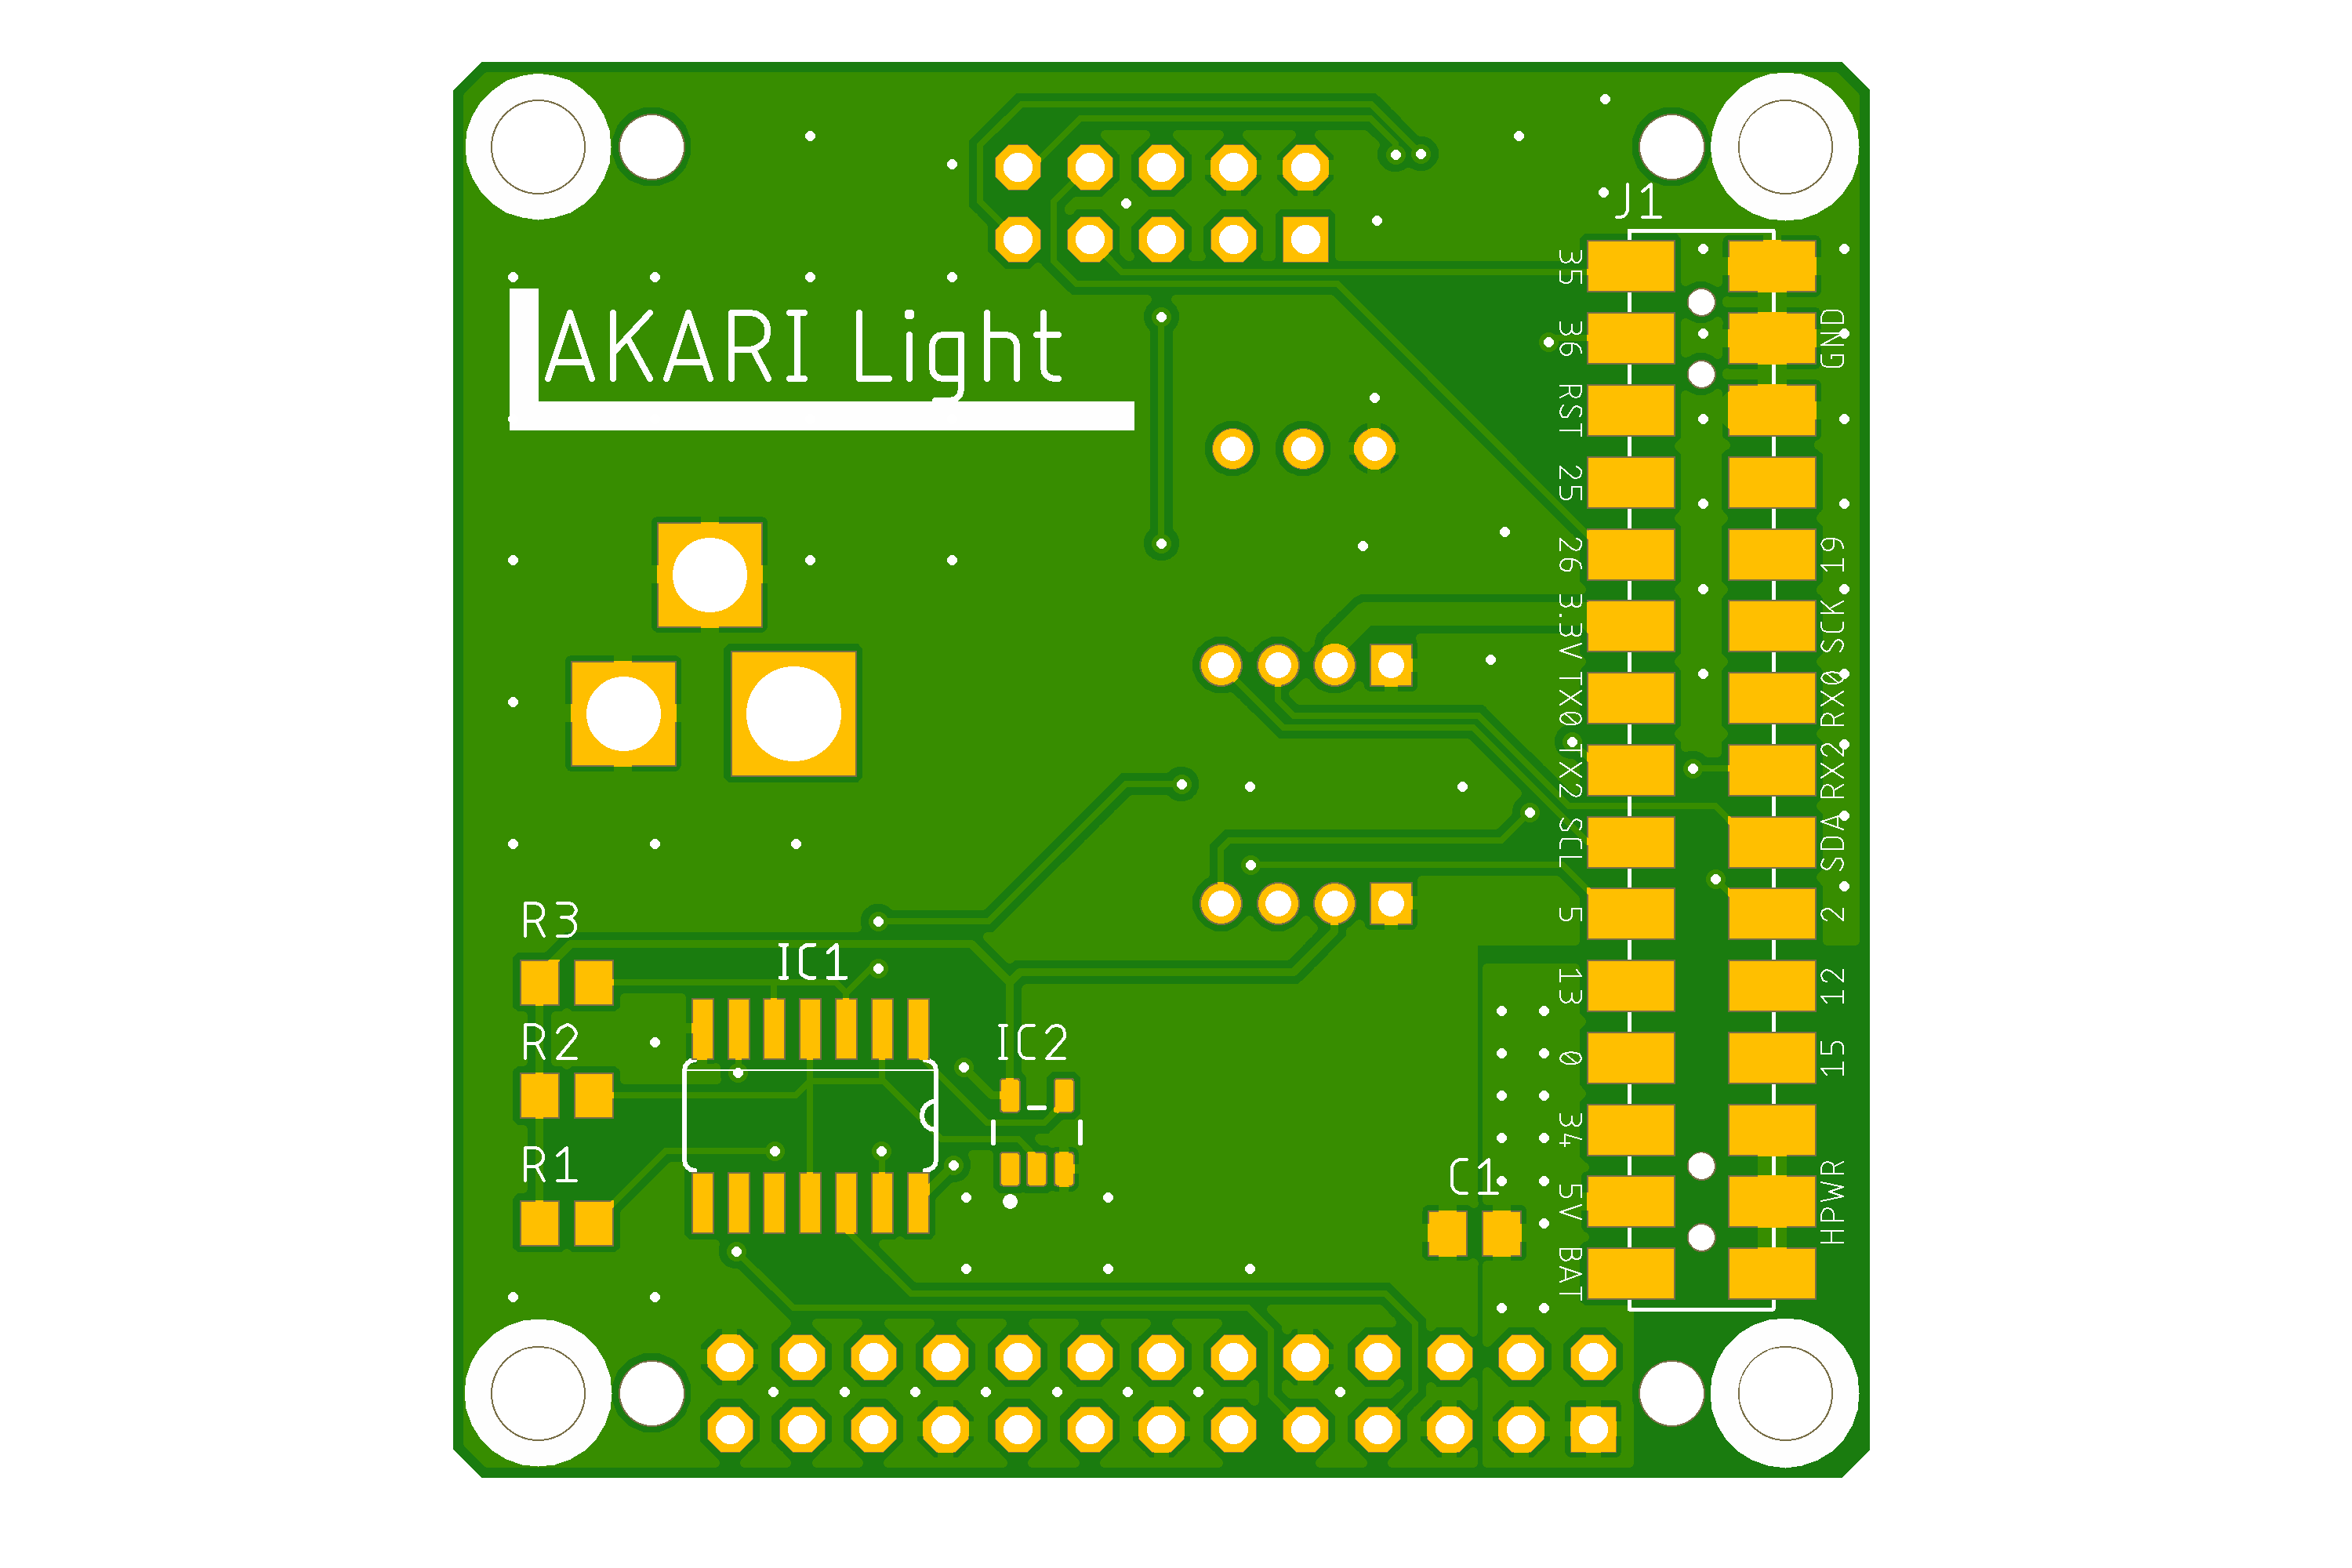 J1
AKARI Light
35
36
GND
RST
25
26
19
3.3V
SCK
TX0
RX0
TX2
RX2
SCL
SDA
5
2
13
12
0
15
34
5V
HPWR
BAT
R3
IC1
R2
IC2
R1
C1